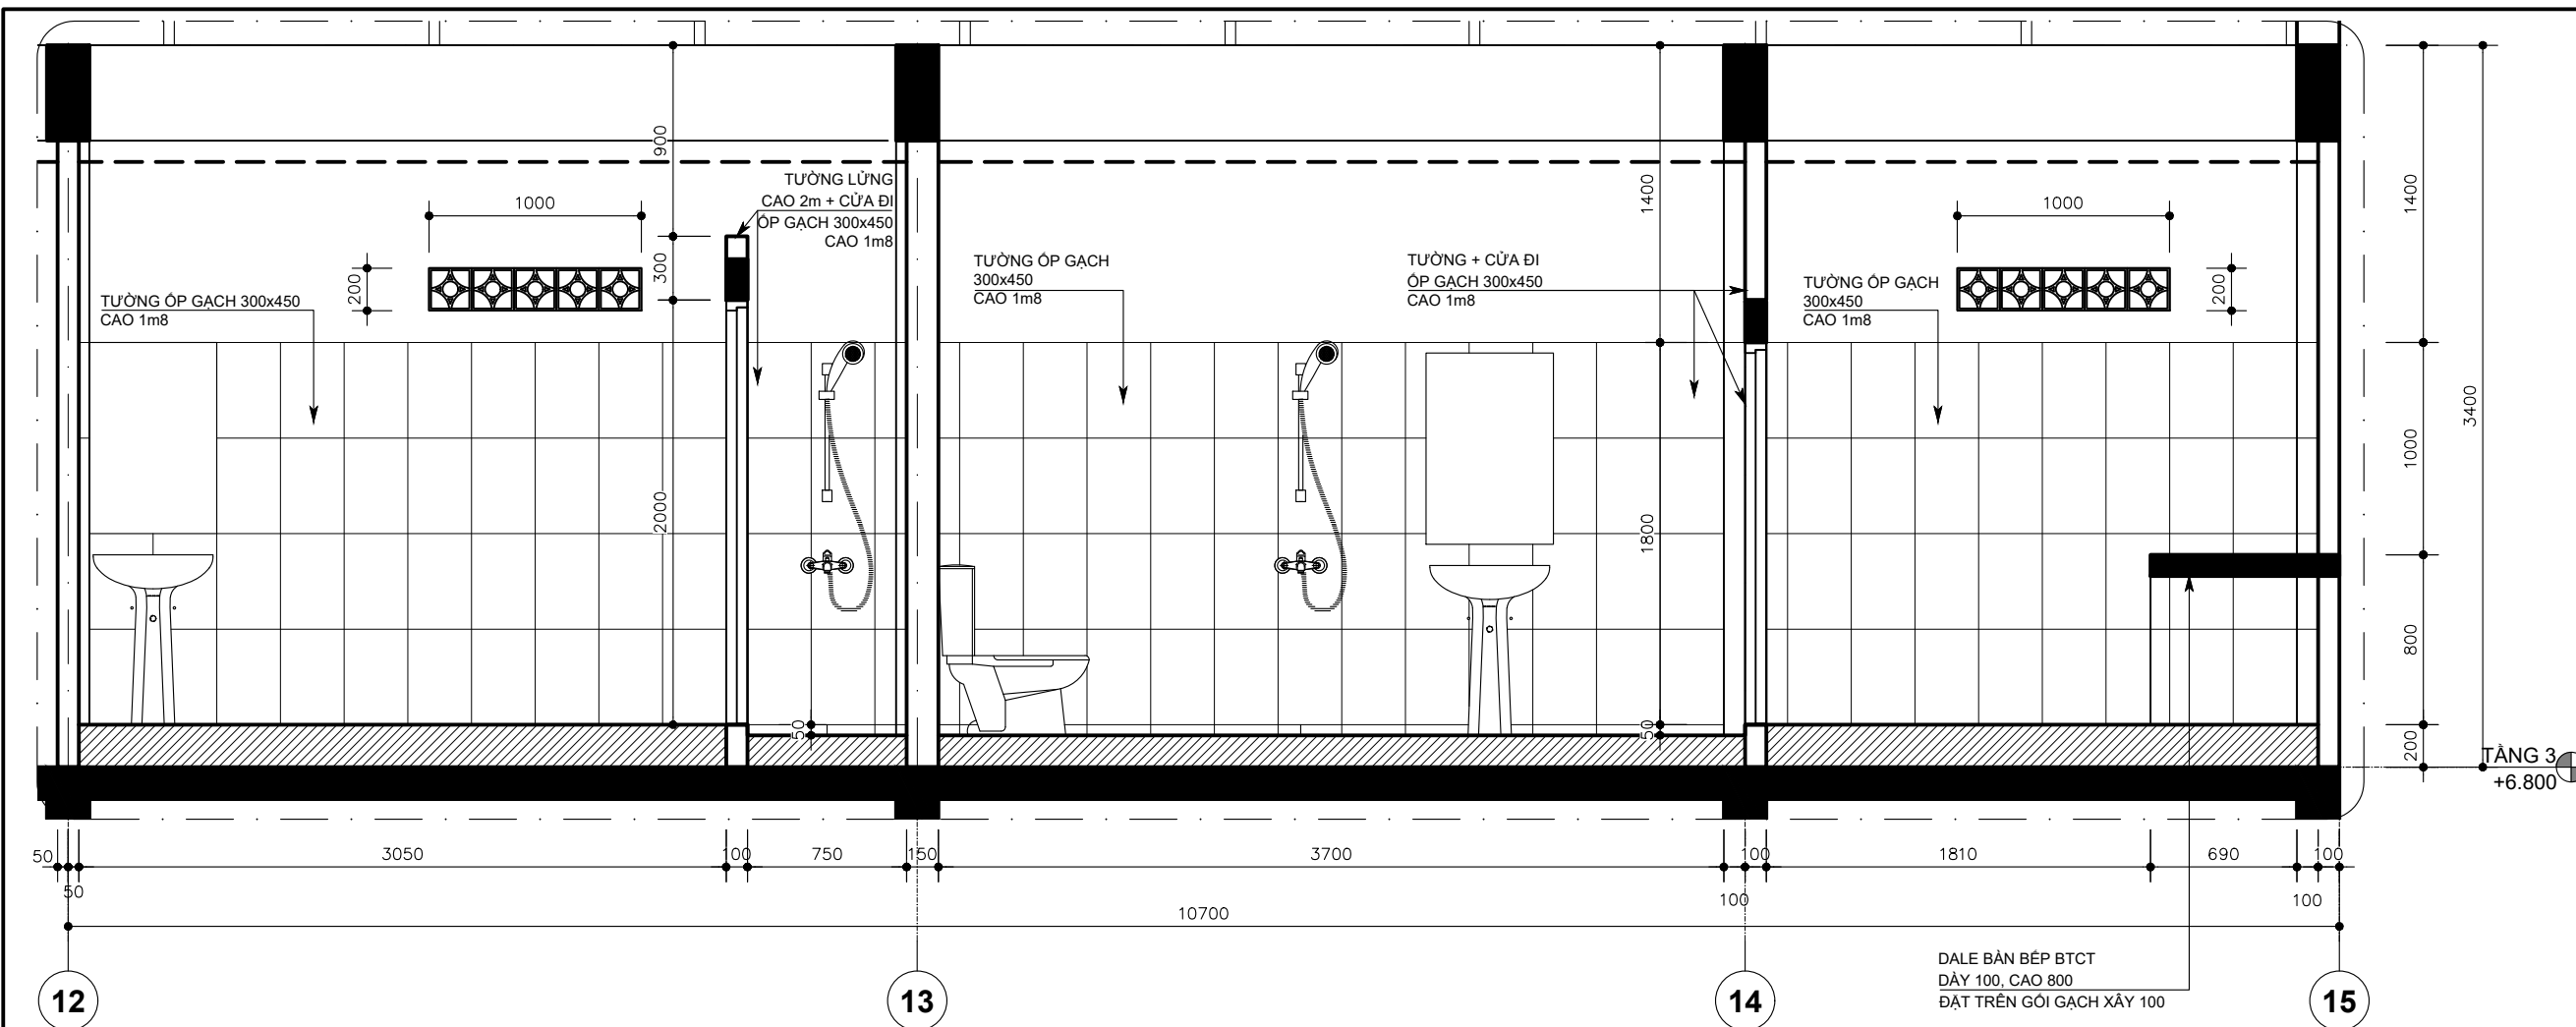 900
TƯỜNG LỬNG
CAO 2m + CỬA ĐI
ỐP GẠCH 300x450
CAO 1m8
1000
200
300
TƯỜNG ỐP GẠCH 300x450
CAO 1m8
TƯỜNG ỐP GẠCH
300x450
CAO 1m8
TƯỜNG + CỬA ĐI
ỐP GẠCH 300x450
CAO 1m8
1400
1000
TƯỜNG ỐP GẠCH
300x450
CAO 1m8
200
1400
3400
1000
2000
1800
800
50
50
200
TẦNG 3
+6.800
50
50
3050
100
750
150
3700
100
100
1810
690
100
100
10700
DALE BÀN BẾP BTCT
DÀY 100, CAO 800
ĐẶT TRÊN GỐI GẠCH XÂY 100
12
13
14
15